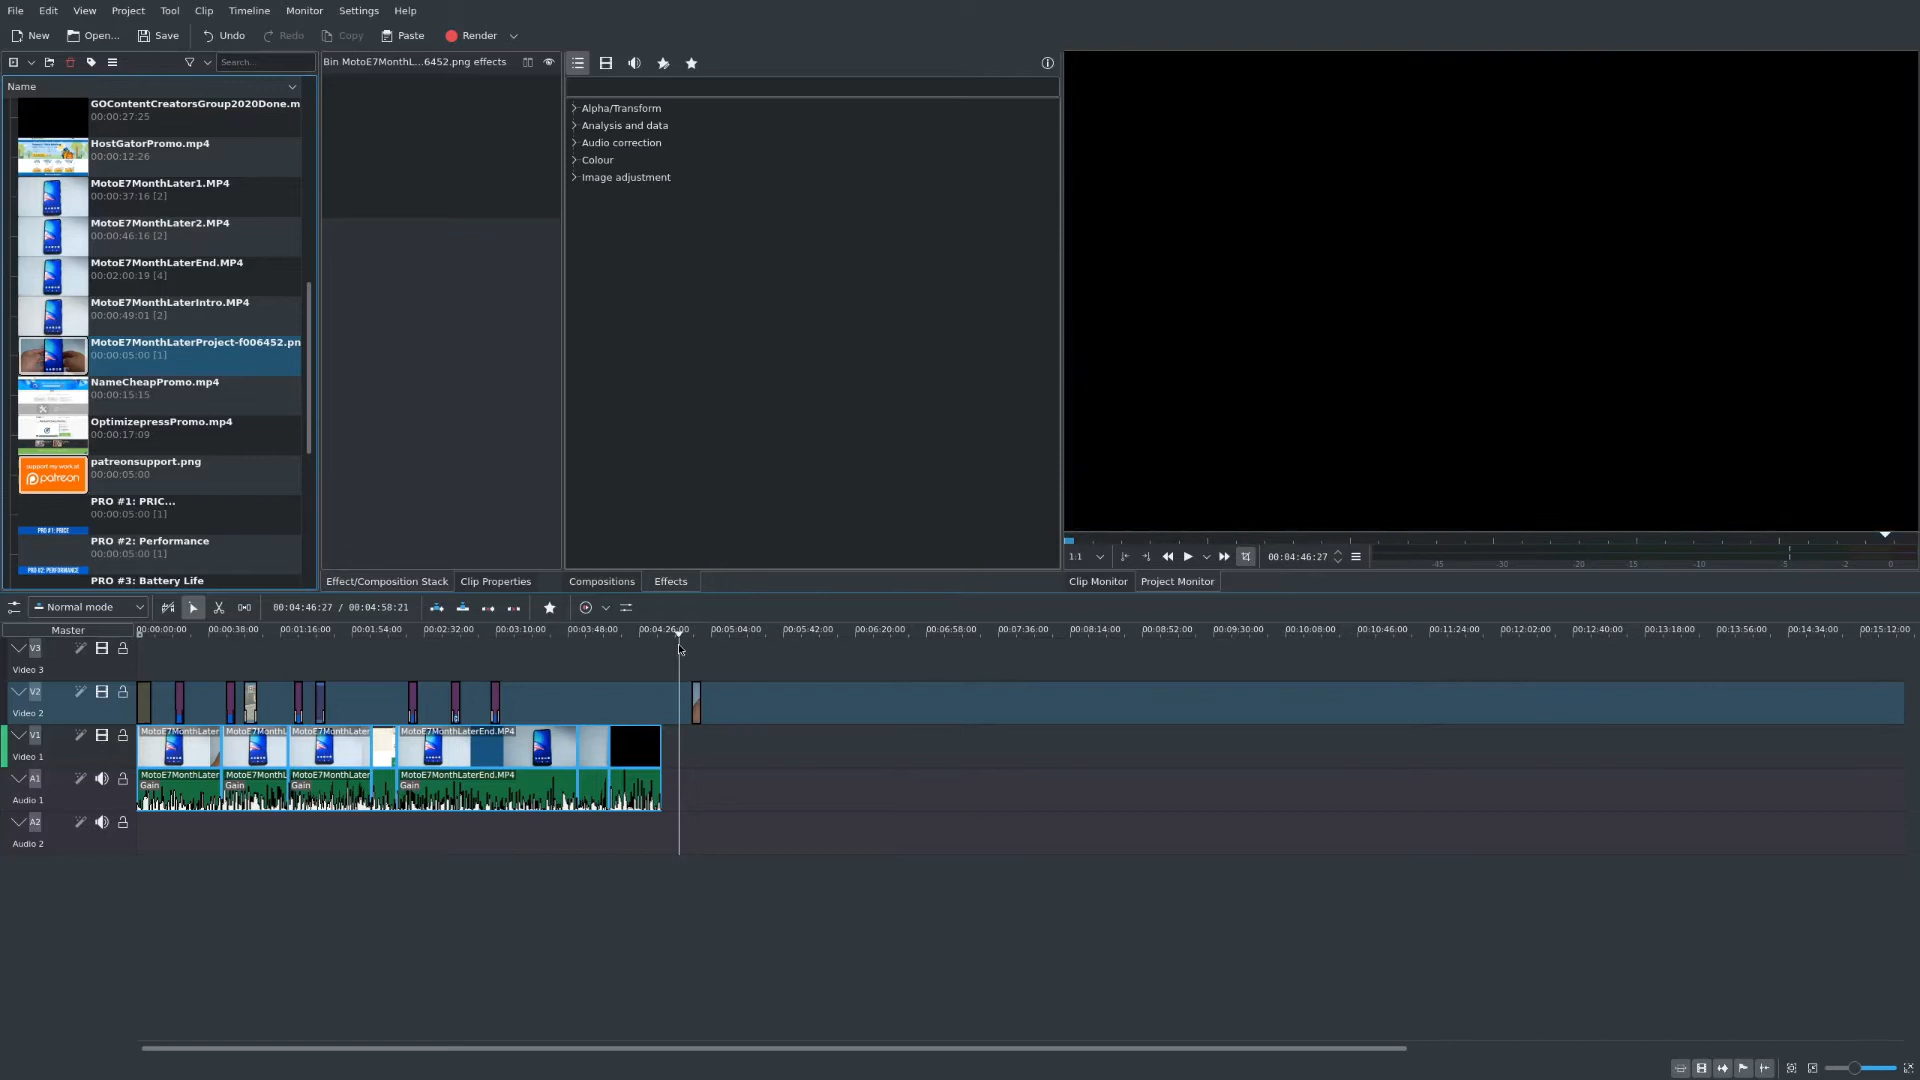 File Edit View Project Tool Clip Timeline Monitor Settings Help
New Open... Save Undo Redo Copy Paste Render
Search...
Bin MotoE7MonthL...6452.png effects
Name
GOContentCreatorsGroup2020Done.m
00:00:27:25
HostGatorPromo.mp4
00:00:12:26
MotoE7MonthLater1.MP4
00:00:37:16 [2]
MotoE7MonthLater2.MP4
00:00:46:16 [2]
MotoE7MonthLaterEnd.MP4
00:02:00:19 [4]
MotoE7MonthLaterIntro.MP4
00:00:49:01 [2]
MotoE7MonthLaterProject-f006452.pn
00:00:05:00 [1]
NameCheapPromo.mp4
00:00:15:15
OptimizepressPromo.mp4
00:00:17:09
support my work at
patreon
patreonsupport.png
00:00:05:00
PRO #1: PRIC...
00:00:05:00 [1]
PRO #1: PRICE
PRO #2: Performance
00:00:05:00 [1]
PRO #2: PERFORMANCE
PRO #3: Battery Life
Alpha/Transform
Analysis and data
Audio correction
Colour
Image adjustment
1:1 00:04:46:27
-45 -30 -20 -15 -10 -5 -2 0
Effect/Composition Stack Clip Properties Compositions Effects Clip Monitor Project Monitor
Normal mode 00:04:46:27 / 00:04:58:21
Master
00:00:00:00 00:00:38:00 00:01:16:00 00:01:54:00 00:02:32:00 00:03:10:00 00:03:48:00 00:04:26:00 00:05:04:00 00:05:42:00 00:06:20:00 00:06:58:00 00:07:36:00 00:08:14:00 00:08:52:00 00:09:30:00 00:10:08:00 00:10:46:00 00:11:24:00 00:12:02:00 00:12:40:00 00:13:18:00 00:13:56:00 00:14:34:00 00:15:12:00
V3
Video 3
V2
Video 2
V1
Video 1
MotoE7MonthLater MotoE7MonthL MotoE7MonthLater MotoE7MonthLaterEnd.MP4
A1
Audio 1
MotoE7MonthLater MotoE7MonthL MotoE7MonthLater MotoE7MonthLaterEnd.MP4
Gain Gain Gain Gain
A2
Audio 2